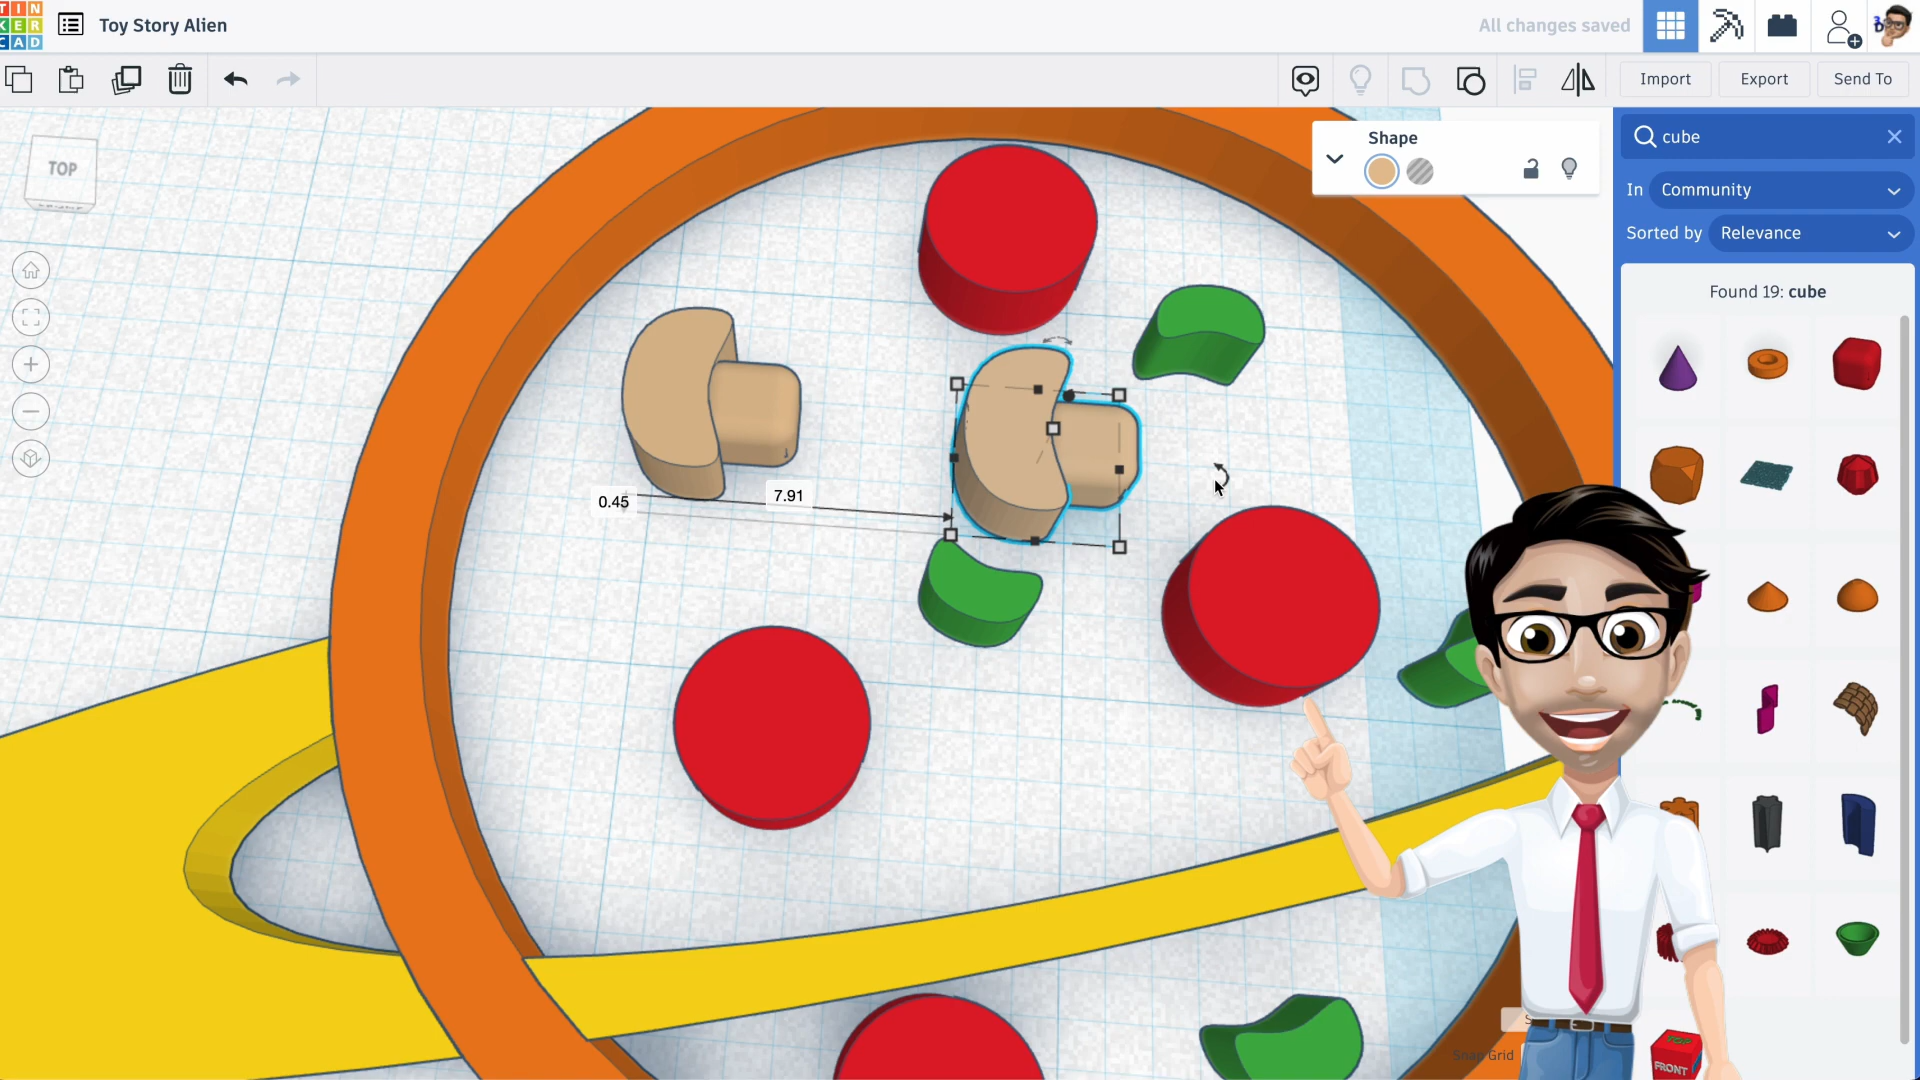 TIN
KER
CAD
Toy Story Alien
All changes saved
Import
Export
Send To
TOP
Shape
cube
In Community
Sorted by Relevance
Found 19: cube
0.45
7.91
Snap Grid
TOP
FRONT